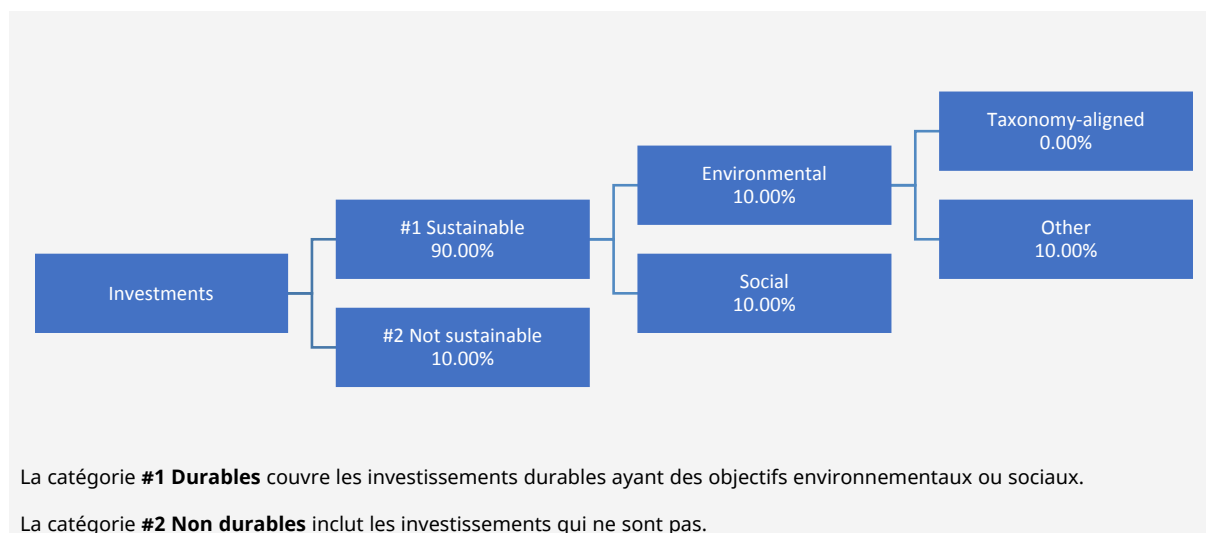 Taxonomy-aligned
0.00%
Environmental
10.00%
#1 Sustainable
90.00%
Other
10.00%
Investments
Social
10.00%
#2 Not sustainable
10.00%
La catégorie #1 Durables couvre les investissements durables ayant des objectifs environnementaux ou sociaux.
La catégorie #2 Non durables inclut les investissements qui ne sont pas.